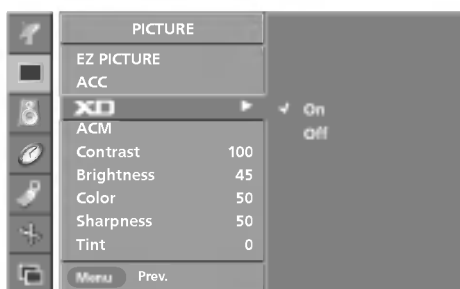 PICTURE
EZ PICTURE
ACC
XD
On
Off
ACM
Contrast 100
Brightness 45
Color 50
Sharpness 50
Tint 0
Menu Prev.